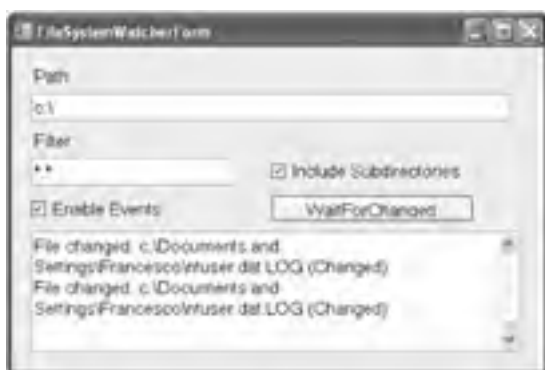 FileSystemWatcherForm
Path
c:\
Filter
*.*
Include Subdirectories
Enable Events
WaitForChanged
File changed: c:\Documents and
Settings\Francesco\ntuser.dat.LOG (Changed)
File changed: c:\Documents and
Settings\Francesco\ntuser.dat.LOG (Changed)